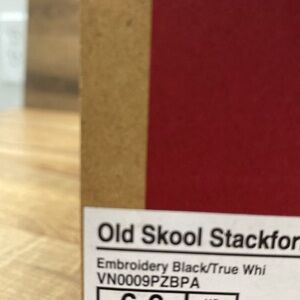 Old Skool Stackfor
Embroidery Black/True Whi
VN0009PZBPA